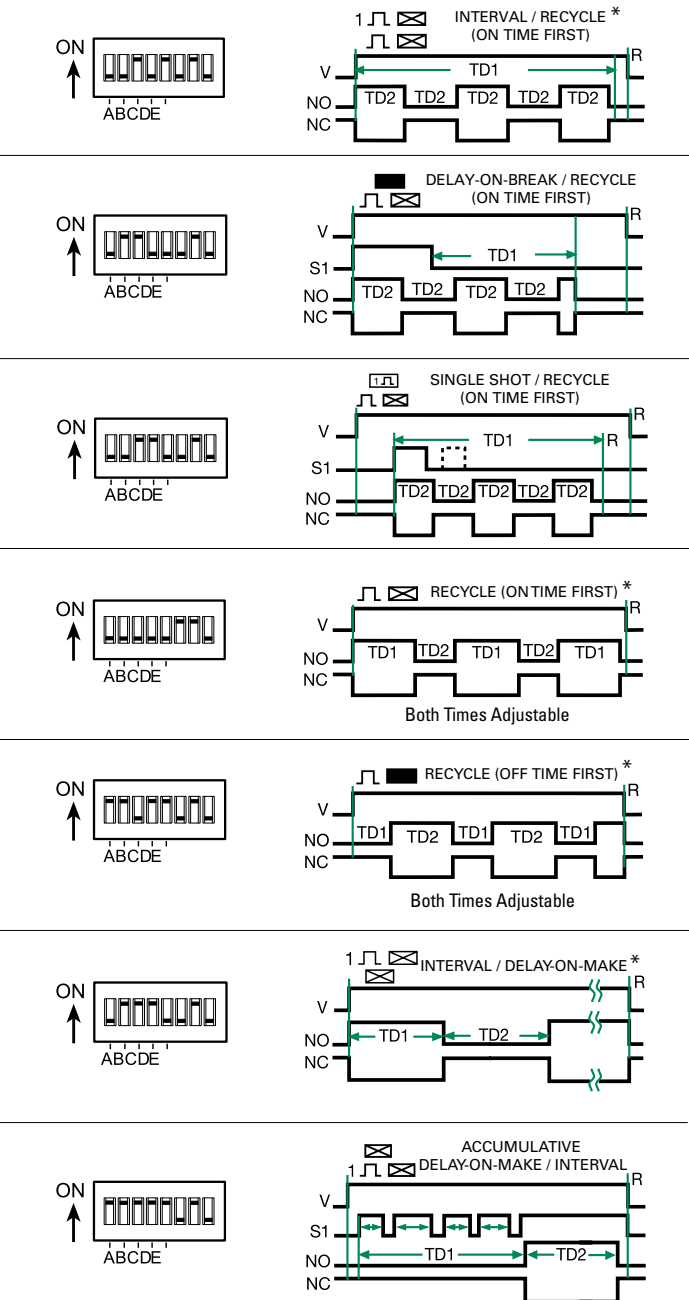 1 INTERVAL / RECYCLE *
ON (ON TIME FIRST)
V TD1 R
NO TD2 TD2 TD2 TD2 TD2
NC
ABCDE
DELAY-ON-BREAK / RECYCLE
ON (ON TIME FIRST)
V R
S1 TD1
NO TD2 TD2 TD2 TD2
NC
ABCDE
1 SINGLE SHOT / RECYCLE
ON (ON TIME FIRST)
V R
TD1 R
S1
NO TD2 TD2 TD2 TD2 TD2
NC
ABCDE
RECYCLE (ON TIME FIRST) *
ON
V R
NO TD1 TD2 TD1 TD2 TD1
NC
ABCDE
Both Times Adjustable
RECYCLE (OFF TIME FIRST) *
ON
V R
NO TD1 TD2 TD1 TD2 TD1
NC
ABCDE
Both Times Adjustable
1 INTERVAL / DELAY-ON-MAKE *
ON
V R
NO TD1 TD2
NC
ABCDE
ACCUMULATIVE
1 DELAY-ON-MAKE / INTERVAL
ON
V R
S1
NO TD1 TD2
NC
ABCDE